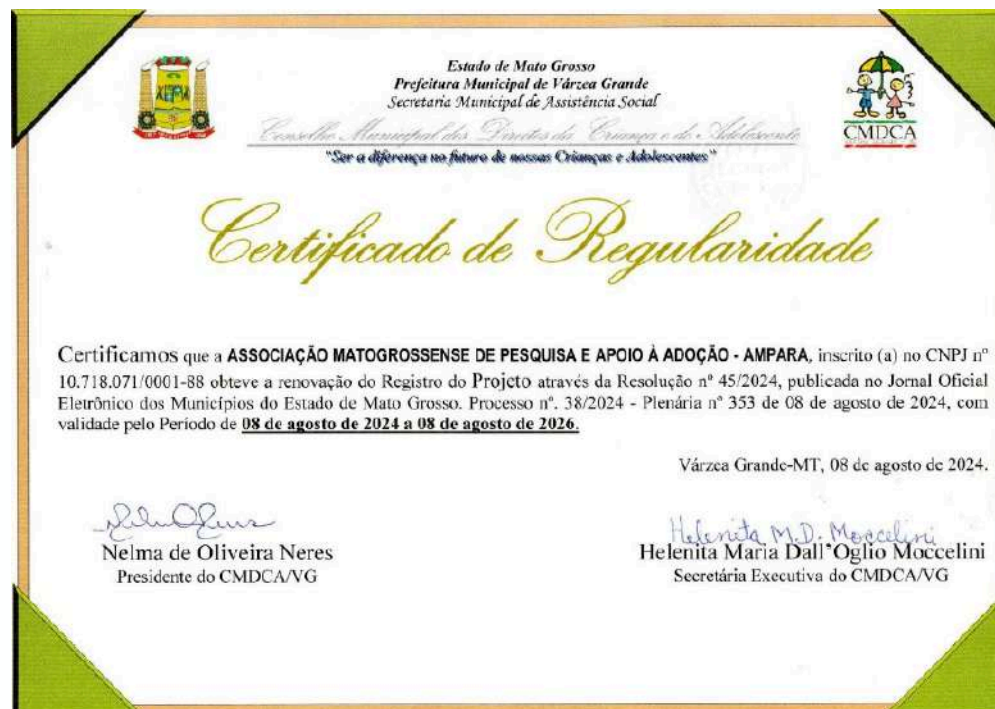 Estado de Mato Grosso
Prefeitura Municipal de Várzea Grande
Secretaria Municipal de Assistência Social
Conselho Municipal dos Direitos da Criança e do Adolescente
"Ser a diferença no futuro de nossas Crianças e Adolescentes"
CMDCA
Certificado de Regularidade
Certificamos que a ASSOCIAÇÃO MATOGROSSENSE DE PESQUISA E APOIO À ADOÇÃO - AMPARA, inscrito (a) no CNPJ nº
10.718.071/0001-88 obteve a renovação do Registro do Projeto através da Resolução nº 45/2024, publicada no Jornal Oficial
Eletrônico dos Municípios do Estado de Mato Grosso. Processo nº. 38/2024 - Plenária nº 353 de 08 de agosto de 2024, com
validade pelo Período de 08 de agosto de 2024 a 08 de agosto de 2026.
Várzea Grande-MT, 08 de agosto de 2024.
Helenita M.D. Moccelini
Nelma de Oliveira Neres
Helenita Maria Dall'Oglio Moccelini
Presidente do CMDCA/VG
Secretária Executiva do CMDCA/VG